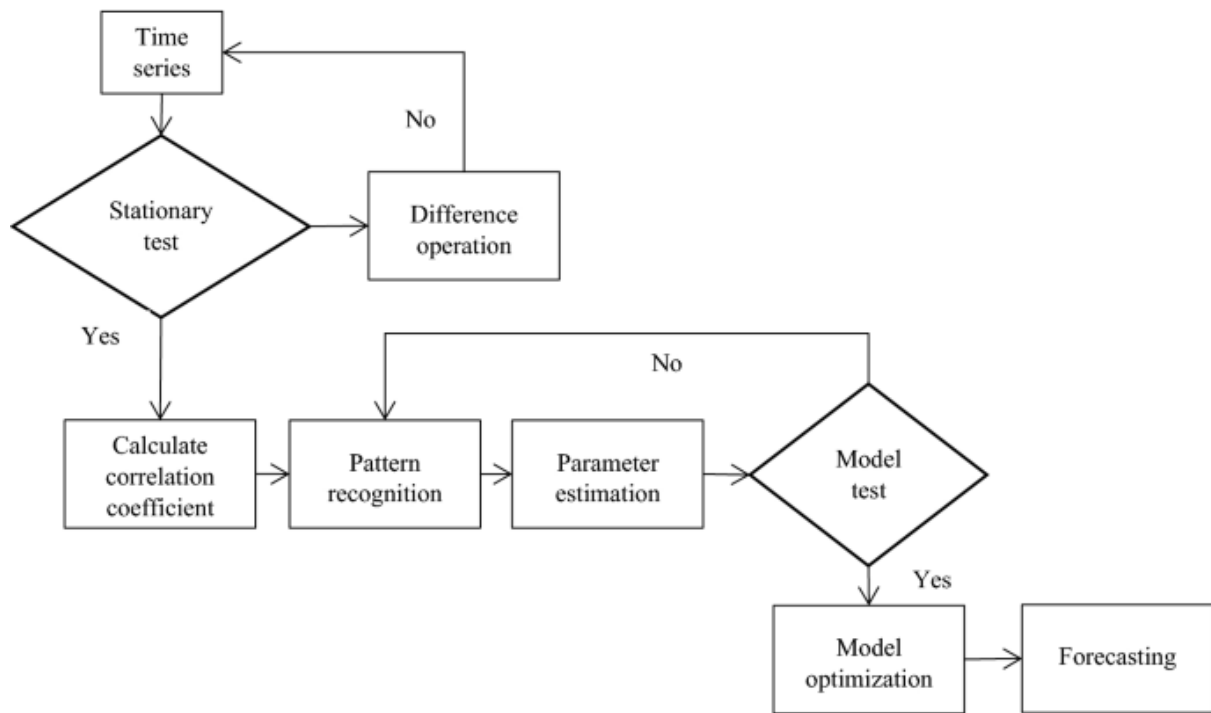 Time
series
No
Stationary
test
Difference
operation
Yes
No
Calculate
correlation
coefficient
Pattern
recognition
Parameter
estimation
Model
test
Yes
Model
optimization
Forecasting